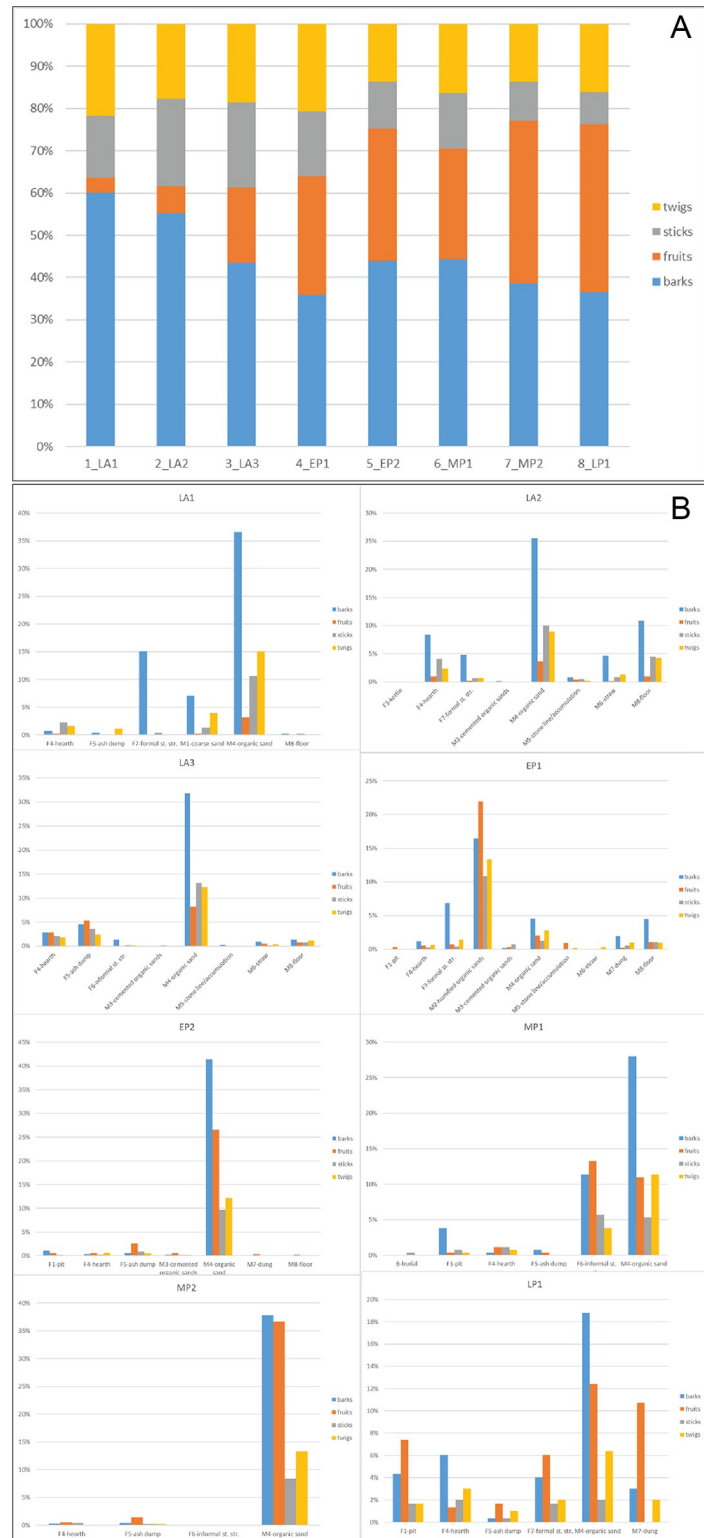 A
100%
90%
80%
70%
60%
50%
40%
30%
20%
10%
0%
1_LA1 2_LA2 3_LA3 4_EP1 5_EP2 6_MP1 7_MP2 8_LP1
twigs
sticks
fruits
barks
B
LA1
40%
35%
30%
25%
20%
15%
10%
5%
0%
F4-hearth F5-ash dump F7-formal st. str. M1-coarse sand M4-organic sand M8-floor
barks
fruits
sticks
twigs
LA2
30%
25%
20%
15%
10%
5%
0%
F3-kettle F4-hearth F7-formal st. str. M3-cemented organic sands M4-organic sand M5-stone line/accumulation M6-straw M8-floor
barks
fruits
sticks
twigs
LA3
35%
30%
25%
20%
15%
10%
5%
0%
F4-hearth F5-ash dump F6-informal st. str. M3-cemented organic sands M4-organic sand M5-stone line/accumulation M6-straw M8-floor
barks
fruits
sticks
twigs
EP1
25%
20%
15%
10%
5%
0%
F1-pit F4-hearth F7-formal st. str. M2-humified organic sands M3-cemented organic sands M4-organic sand M5-stone line/accumulation M6-straw M7-dung M8-floor
barks
fruits
sticks
twigs
EP2
45%
40%
35%
30%
25%
20%
15%
10%
5%
0%
F1-pit F4-hearth F5-ash dump M3-cemented organic sands M4-organic sand M7-dung M8-floor
barks
fruits
sticks
twigs
MP1
30%
25%
20%
15%
10%
5%
0%
8-burial F1-pit F4-hearth F5-ash dump F6-informal st. M4-organic sand
barks
fruits
sticks
twigs
MP2
40%
35%
30%
25%
20%
15%
10%
5%
0%
F4-hearth F5-ash dump F6-informal st. str. M4-organic sand
barks
fruits
sticks
twigs
LP1
20%
18%
16%
14%
12%
10%
8%
6%
4%
2%
0%
F1-pit F4-hearth F5-ash dump F7-formal st. str. M4-organic sand M7-dung
barks
fruits
sticks
twigs